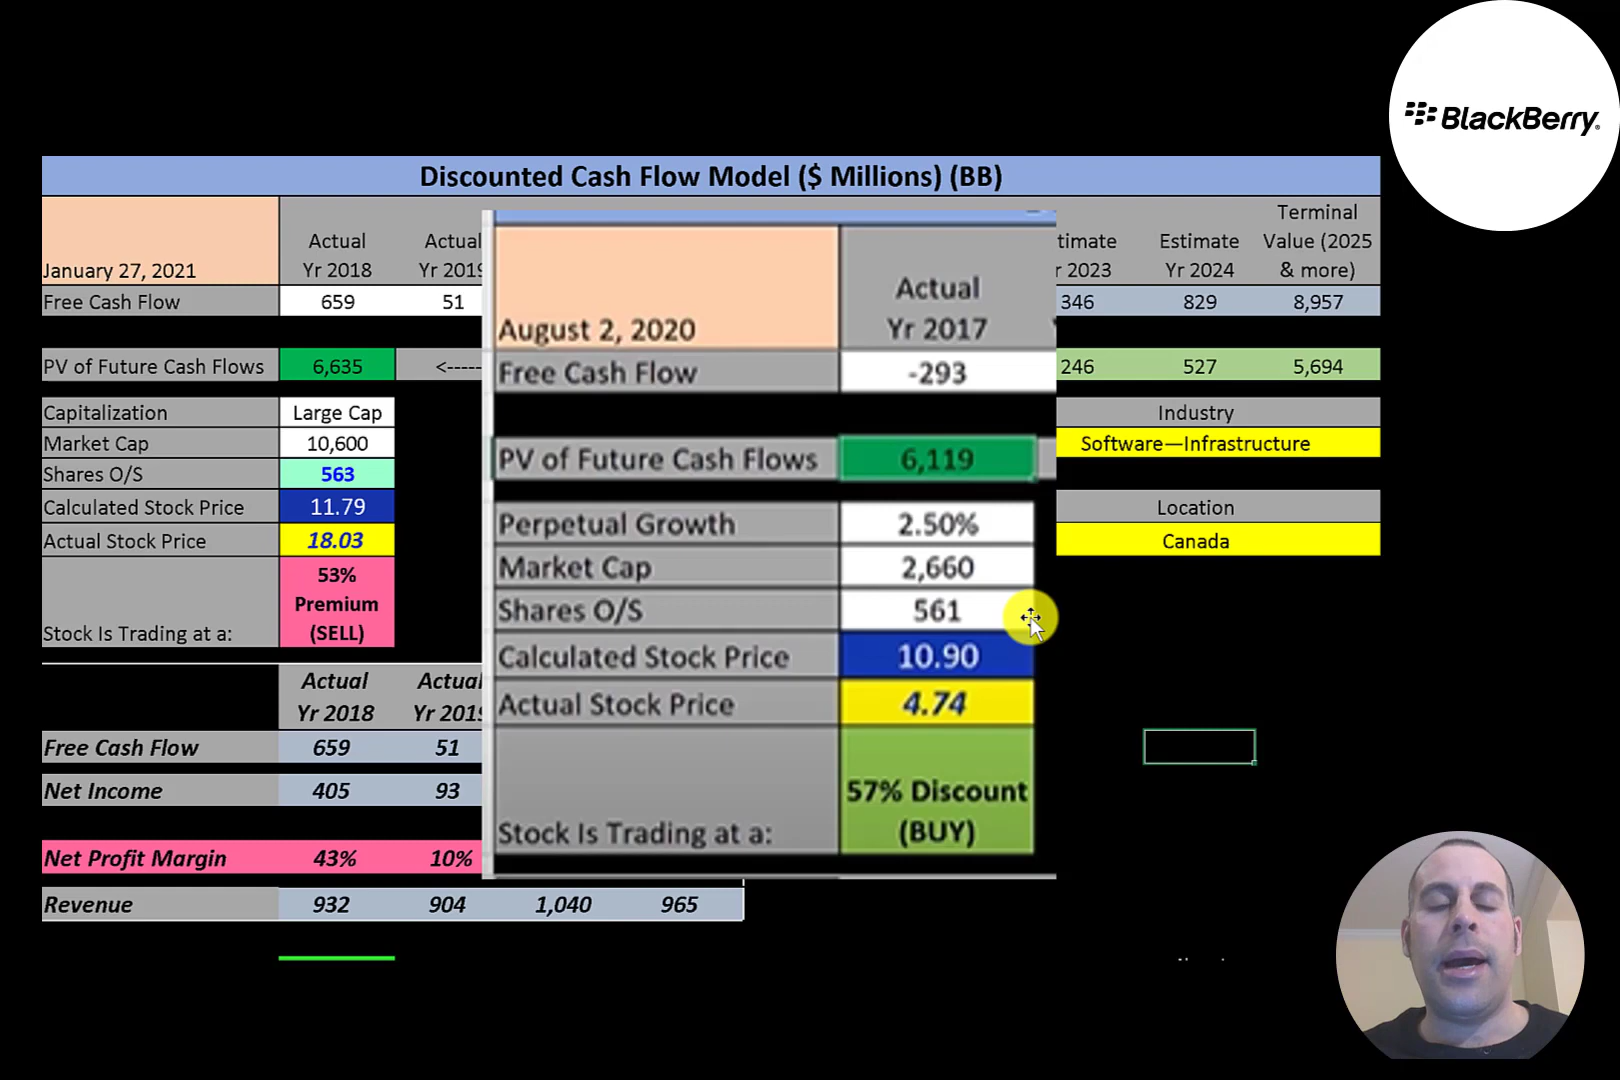 BlackBerry
Discounted Cash Flow Model ($ Millions) (BB)
January 27, 2021
Actual
Yr 2018
Actual
Yr 2019
Estimate
Yr 2024
Terminal
Value (2025
& more)
Free Cash Flow 659 51 346 829 8,957
PV of Future Cash Flows 6,635 <----- 246 527 5,694
Capitalization Large Cap
Market Cap 10,600
Shares O/S 563
Calculated Stock Price 11.79
Actual Stock Price 18.03
Stock Is Trading at a:
53%
Premium
(SELL)
Industry
Software—Infrastructure
Location
Canada
August 2, 2020
Actual
Yr 2017
Free Cash Flow -293
PV of Future Cash Flows 6,119
Perpetual Growth 2.50%
Market Cap 2,660
Shares O/S 561
Calculated Stock Price 10.90
Actual Stock Price 4.74
Stock Is Trading at a:
57% Discount
(BUY)
Actual
Yr 2018
Actual
Free Cash Flow 659 51
Net Income 405 93
Net Profit Margin 43% 10%
Revenue 932 904 1,040 965